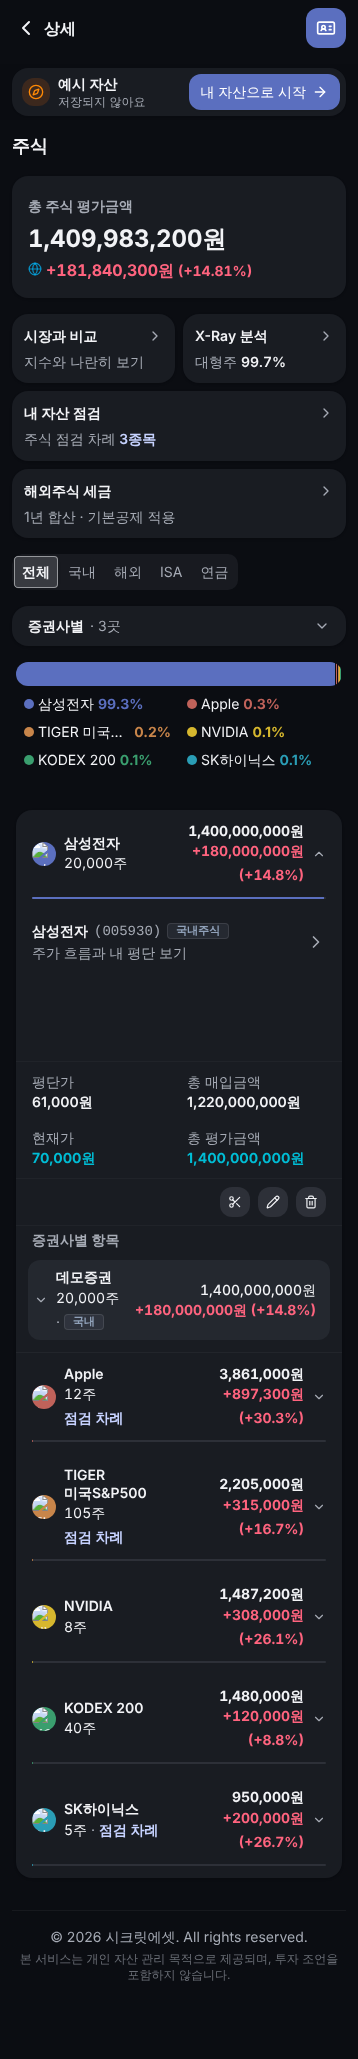 상세
예시 자산
저장되지 않아요
내 자산으로 시작 →
주식
총 주식 평가금액
1,409,983,200원
+181,840,300원 (+14.81%)
시장과 비교
지수와 나란히 보기
X-Ray 분석
대형주 99.7%
내 자산 점검
주식 점검 차례 3종목
해외주식 세금
1년 합산 · 기본공제 적용
전체 국내 해외 ISA 연금
증권사별 · 3곳
삼성전자 99.3% Apple 0.3%
TIGER 미국... 0.2% NVIDIA 0.1%
KODEX 200 0.1% SK하이닉스 0.1%
삼성전자
20,000주
1,400,000,000원
+180,000,000원
(+14.8%)
삼성전자 (005930) 국내주식
주가 흐름과 내 평단 보기
평단가
61,000원
총 매입금액
1,220,000,000원
현재가
70,000원
총 평가금액
1,400,000,000원
증권사별 항목
데모증권
20,000주
· 국내
1,400,000,000원
+180,000,000원 (+14.8%)
Apple
12주
점검 차례
3,861,000원
+897,300원
(+30.3%)
TIGER
미국S&P500
105주
점검 차례
2,205,000원
+315,000원
(+16.7%)
NVIDIA
8주
1,487,200원
+308,000원
(+26.1%)
KODEX 200
40주
1,480,000원
+120,000원
(+8.8%)
SK하이닉스
5주 · 점검 차례
950,000원
+200,000원
(+26.7%)
© 2026 시크릿에셋. All rights reserved.
본 서비스는 개인 자산 관리 목적으로 제공되며, 투자 조언을
포함하지 않습니다.